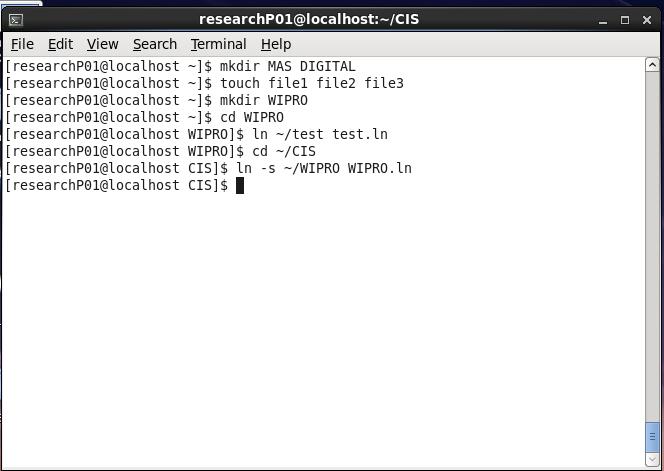 researchP01@localhost:~/CIS
File Edit View Search Terminal Help
[researchP01@localhost ~]$ mkdir MAS DIGITAL
[researchP01@localhost ~]$ touch file1 file2 file3
[researchP01@localhost ~]$ mkdir WIPRO
[researchP01@localhost ~]$ cd WIPRO
[researchP01@localhost WIPRO]$ ln ~/test test.ln
[researchP01@localhost WIPRO]$ cd ~/CIS
[researchP01@localhost CIS]$ ln -s ~/WIPRO WIPRO.ln
[researchP01@localhost CIS]$